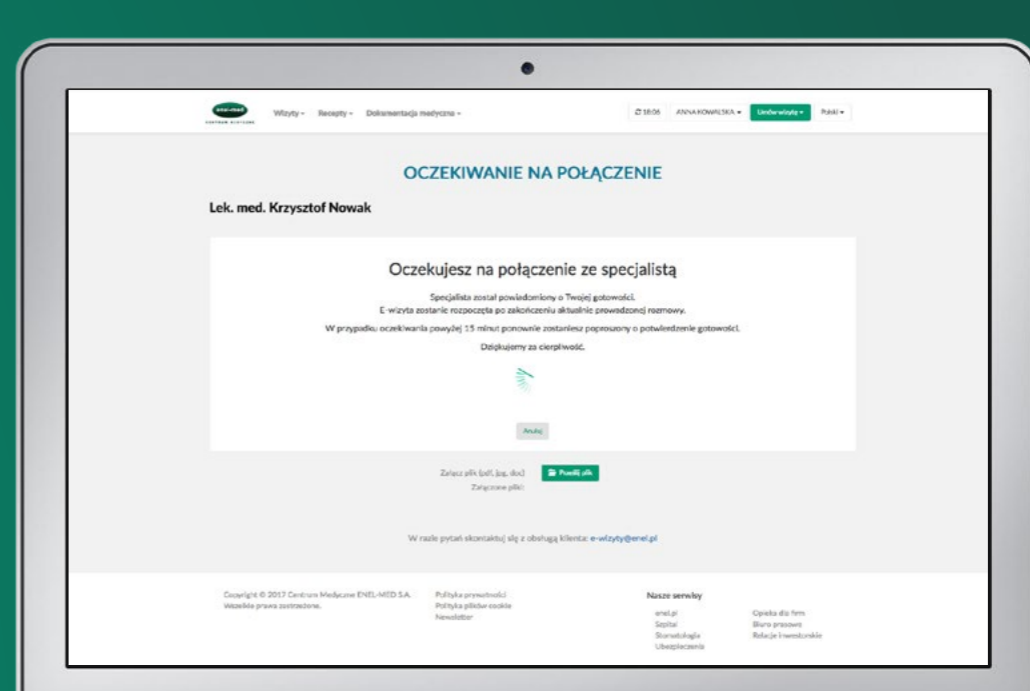 enel-med
CENTRUM MEDYCZNE
Wizyty
Recepty
Dokumentacja medyczna
18:06
ANNA KOWALSKA
Umów wizytę
Polski
OCZEKIWANIE NA POŁĄCZENIE
Lek. med. Krzysztof Nowak
Oczekujesz na połączenie ze specjalistą
Specjalista został powiadomiony o Twojej gotowości.
E-wizyta zostanie rozpoczęta po zakończeniu aktualnie prowadzonej rozmowy.
W przypadku oczekiwania powyżej 15 minut ponownie zostaniesz poproszony o potwierdzenie gotowości.
Dziękujemy za cierpliwość.
Anuluj
Załącz plik (pdf, jpg, doc)
Prześlij plik
Załączone pliki:
W razie pytań skontaktuj się z obsługą klienta: e-wizyty@enel.pl
Copyright © 2017 Centrum Medyczne ENEL-MED S.A.
Wszelkie prawa zastrzeżone.
Polityka prywatności
Polityka plików cookie
Newsletter
Nasze serwisy
enel.pl
Szpital
Stomatologia
Ubezpieczenia
Opieka dla firm
Biuro prasowe
Relacje inwestorskie